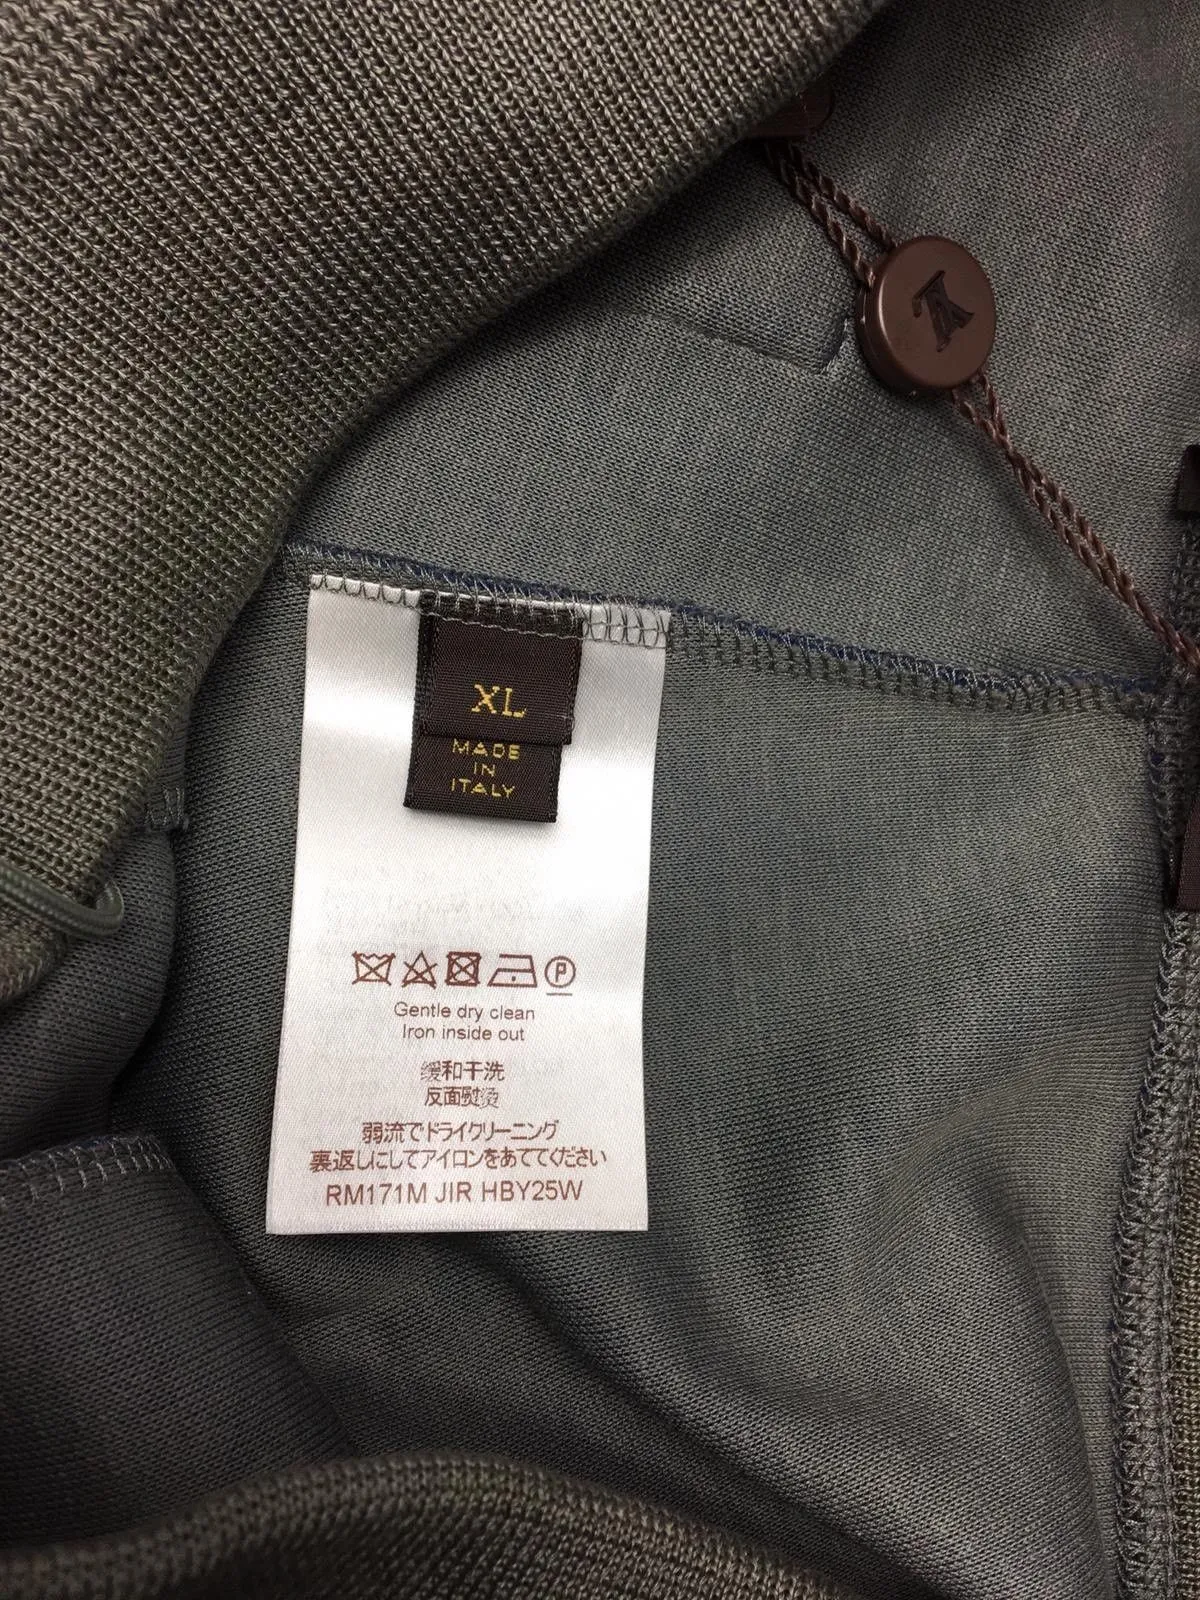 LV
XL
MADE
IN
ITALY
P
Gentle dry clean
Iron inside out
缓和干洗
反面熨烫
弱流でドライクリーニング
裏返しにしてアイロンをあててください
RM171M JIR HBY25W